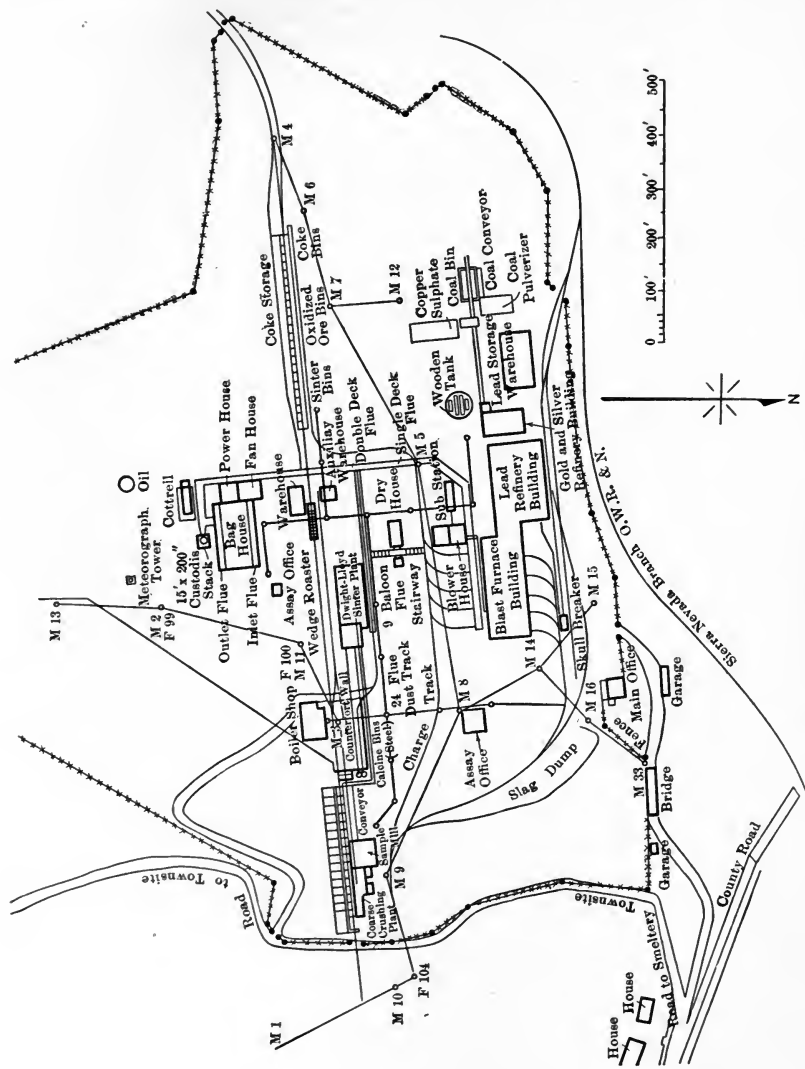 M 1
M 10
F 104
House
House
Road to Smeltery
Townsite
County Road
Garage
Bridge
M 33
Fence
Garage
Main Office
M 16
M 15
M 14
Skull Breaker
Slag Dump
Sierra Nevada Branch O.W.R. & N.
Road
to Townsite
Coarse
Crushing
Plant
Sample
Mill
M 9
Conveyor
8
Calcine Bins
(Steel)
Counterfort Wall
Boiler Shop
M 3
F 100
M 11
M 2
F 99
M 13
24 Flue
Dust Track
Charge
Track
M 8
Assay
Office
Meteorograph.
Tower
15' x 200"
Custodis
Stack
Outlet Flue
Inlet Flue
Assay Office
Wedge Roaster
Dwight-Lloyd
Sinter Plant
9
Baloon
Flue
Stairway
Blower
House
Blast Furnace
Building
Oil
Cottreil
Bag
House
Power House
Fan House
Warehouse
Auxiliay
Warehouse
Double Deck
Flue
Single Deck
Flue
Dry
House
M 5
Sub Station
Lead
Refinery
Building
Gold and Silver
Refinery Building
Coke Storage
Sinter Bins
Oxidized
Ore Bins
Coke
Bins
M 4
M 6
M 7
M 12
Wooden
Tank
Lead Storage
Warehouse
Copper
Sulphate
Coal Bin
Coal Conveyor
Coal
Pulverizer
0 100' 200' 300' 400' 500'
N